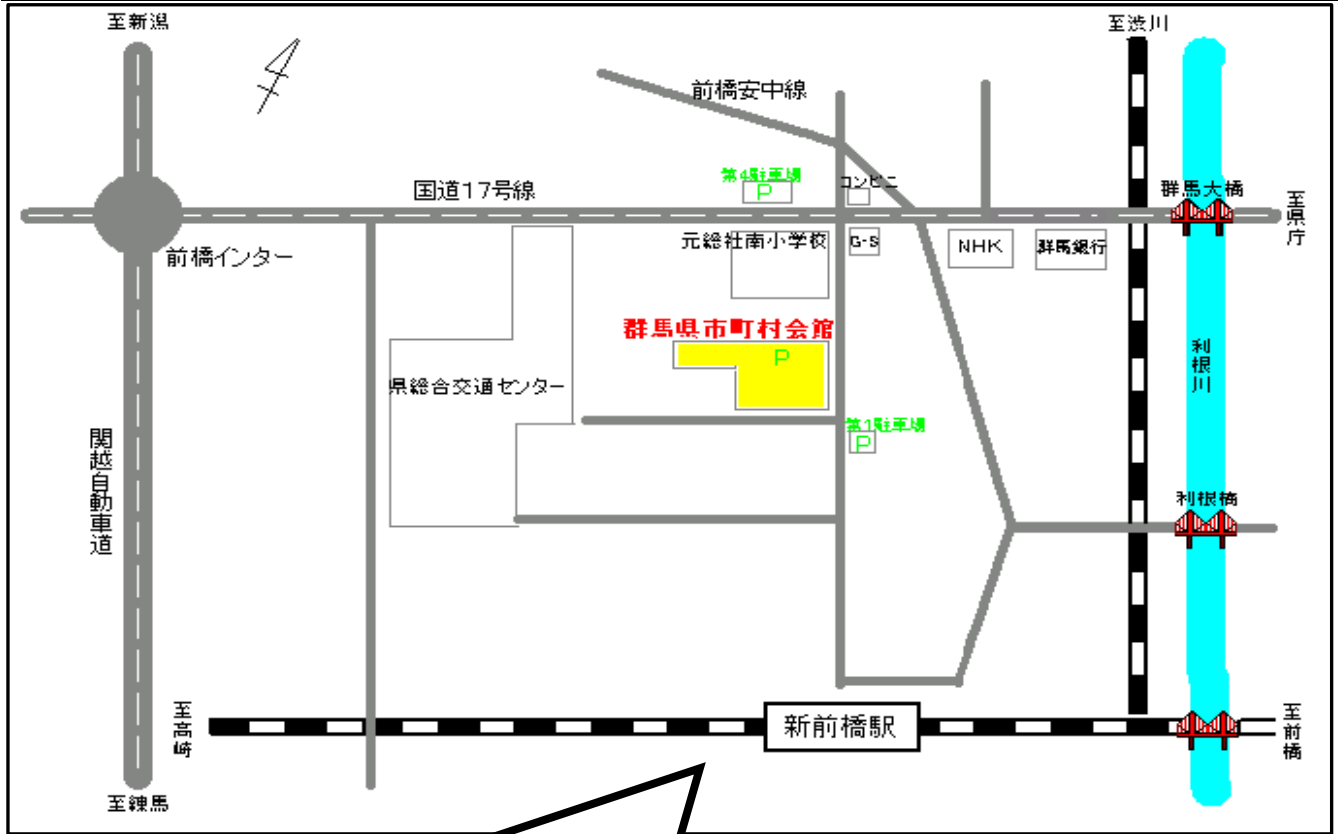 至新潟
至渋川
前橋安中線
第4駐車場
P
コンビニ
国道17号線
群馬大橋
至県庁
前橋インター
元総社南小学校
G-S
NHK
群馬銀行
群馬県市町村会館
P
利根川
県総合交通センター
第1駐車場
P
関越自動車道
利根橋
至高崎
新前橋駅
至前橋
至練馬